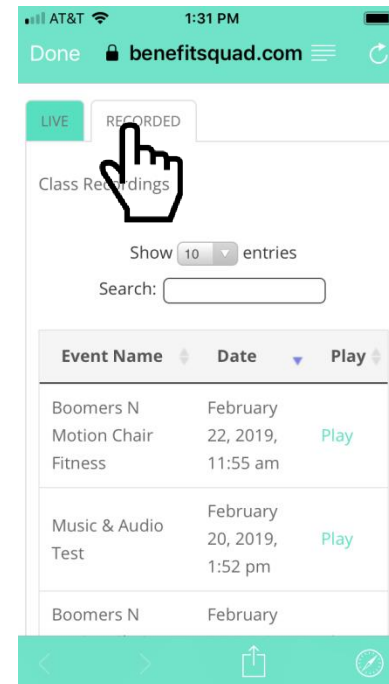 AT&T 1:31 PM
Done benefitsquad.com
LIVE RECORDED
Class Recordings
Show 10 entries
Search:
Event Name Date Play
Boomers N February
Motion Chair 22, 2019, Play
Fitness 11:55 am
Music & Audio February
Test 20, 2019, Play
1:52 pm
Boomers N February